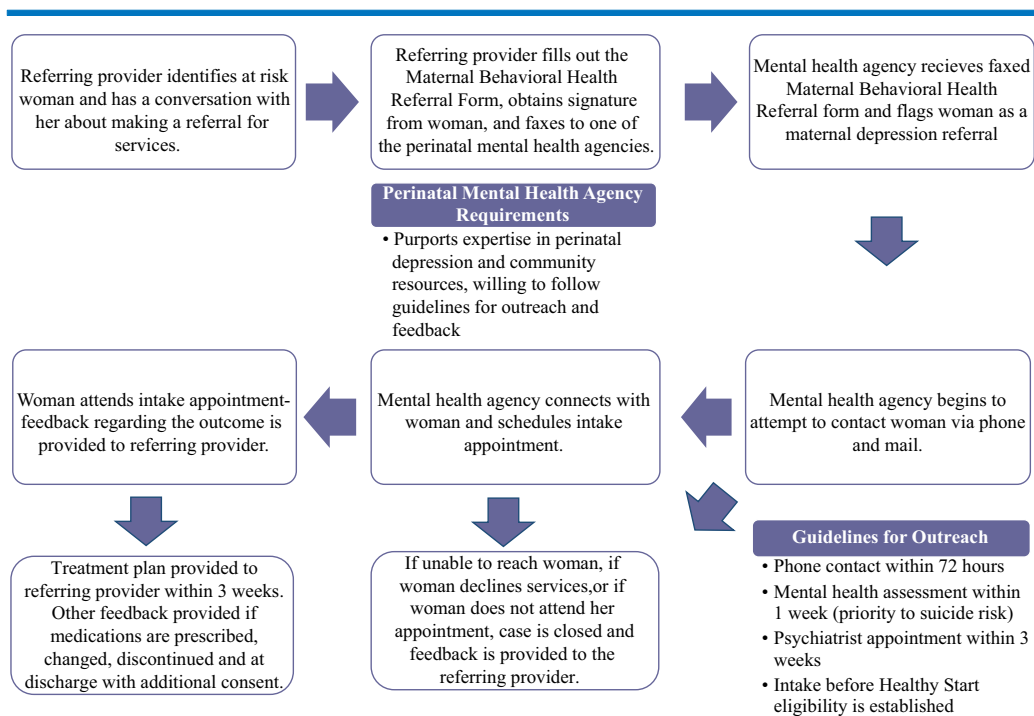 Referring provider identifies at risk
woman and has a conversation with
her about making a referral for
services.
Referring provider fills out the
Maternal Behavioral Health
Referral Form, obtains signature
from woman, and faxes to one of
the perinatal mental health agencies.
Mental health agency recieves faxed
Maternal Behavioral Health
Referral form and flags woman as a
maternal depression referral
Perinatal Mental Health Agency
Requirements
• Purports expertise in perinatal
depression and community
resources, willing to follow
guidelines for outreach and
feedback
Woman attends intake appointment-
feedback regarding the outcome is
provided to referring provider.
Mental health agency connects with
woman and schedules intake
appointment.
Mental health agency begins to
attempt to contact woman via phone
and mail.
Treatment plan provided to
referring provider within 3 weeks.
Other feedback provided if
medications are prescribed,
changed, discontinued and at
discharge with additional consent.
If unable to reach woman, if
woman declines services,or if
woman does not attend her
appointment, case is closed and
feedback is provided to the
referring provider.
Guidelines for Outreach
• Phone contact within 72 hours
• Mental health assessment within
1 week (priority to suicide risk)
• Psychiatrist appointment within 3
weeks
• Intake before Healthy Start
eligibility is established